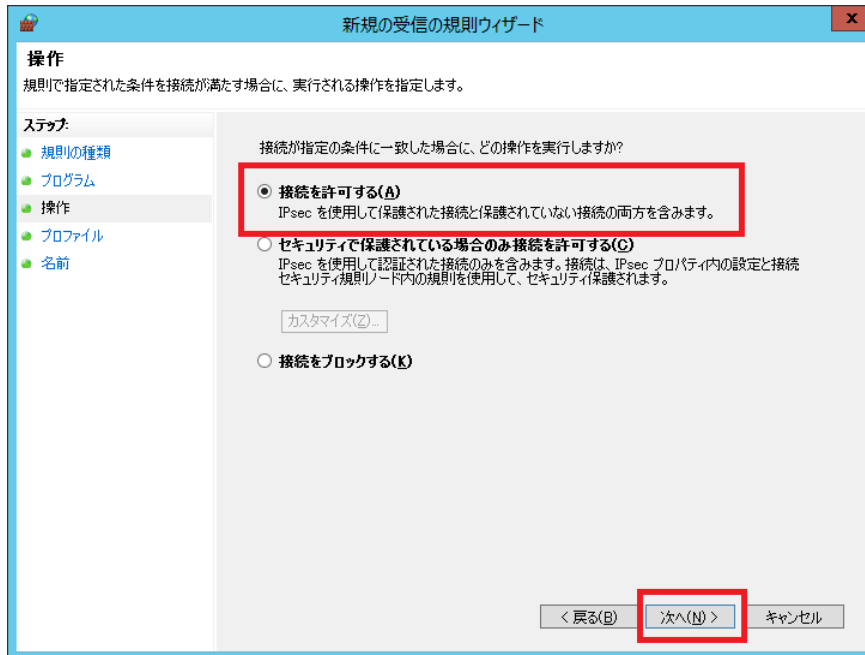 新規の受信の規則ウィザード
x
操作
規則で指定された条件を接続が満たす場合に、実行される操作を指定します。
ステップ:
規則の種類
プログラム
操作
プロファイル
名前
接続が指定の条件に一致した場合に、どの操作を実行しますか?
接続を許可する(A)
IPsec を使用して保護された接続と保護されていない接続の両方を含みます。
セキュリティで保護されている場合のみ接続を許可する(C)
IPsec を使用して認証された接続のみを含みます。接続は、IPsec プロパティ内の設定と接続
セキュリティ規則ノード内の規則を使用して、セキュリティ保護されます。
カスタマイズ(Z)...
接続をブロックする(K)
< 戻る(B)
次へ(N) >
キャンセル